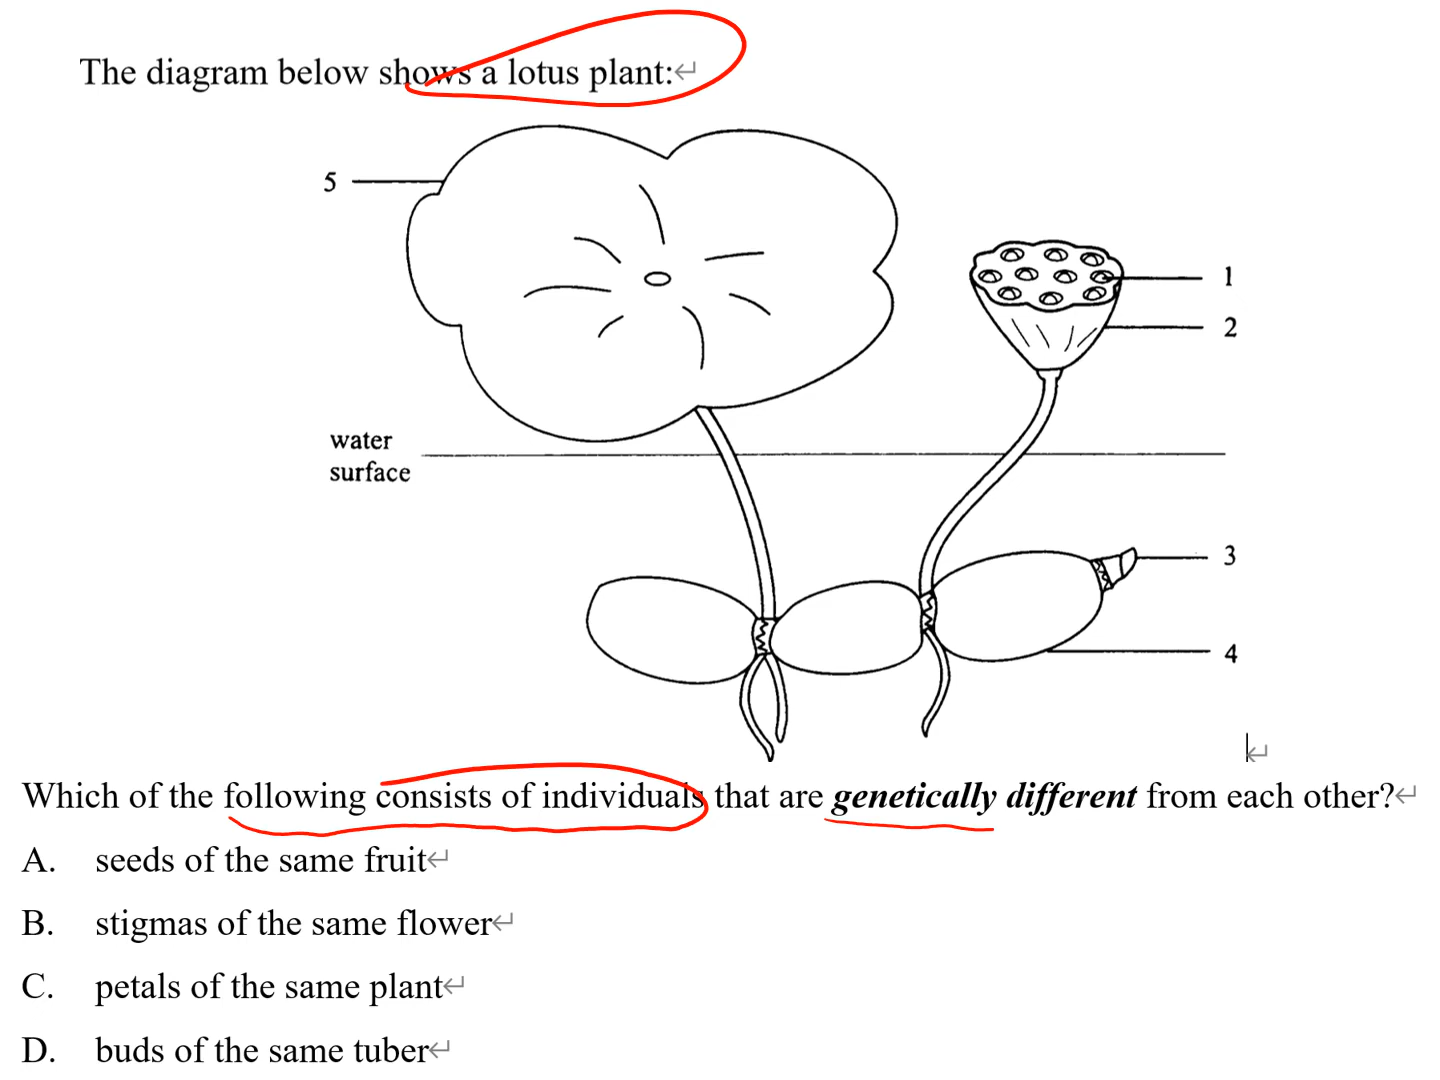 The diagram below shows a lotus plant:
5
1
2
water
surface
3
4
Which of the following consists of individuals that are genetically different from each other?
A. seeds of the same fruit
B. stigmas of the same flower
C. petals of the same plant
D. buds of the same tuber